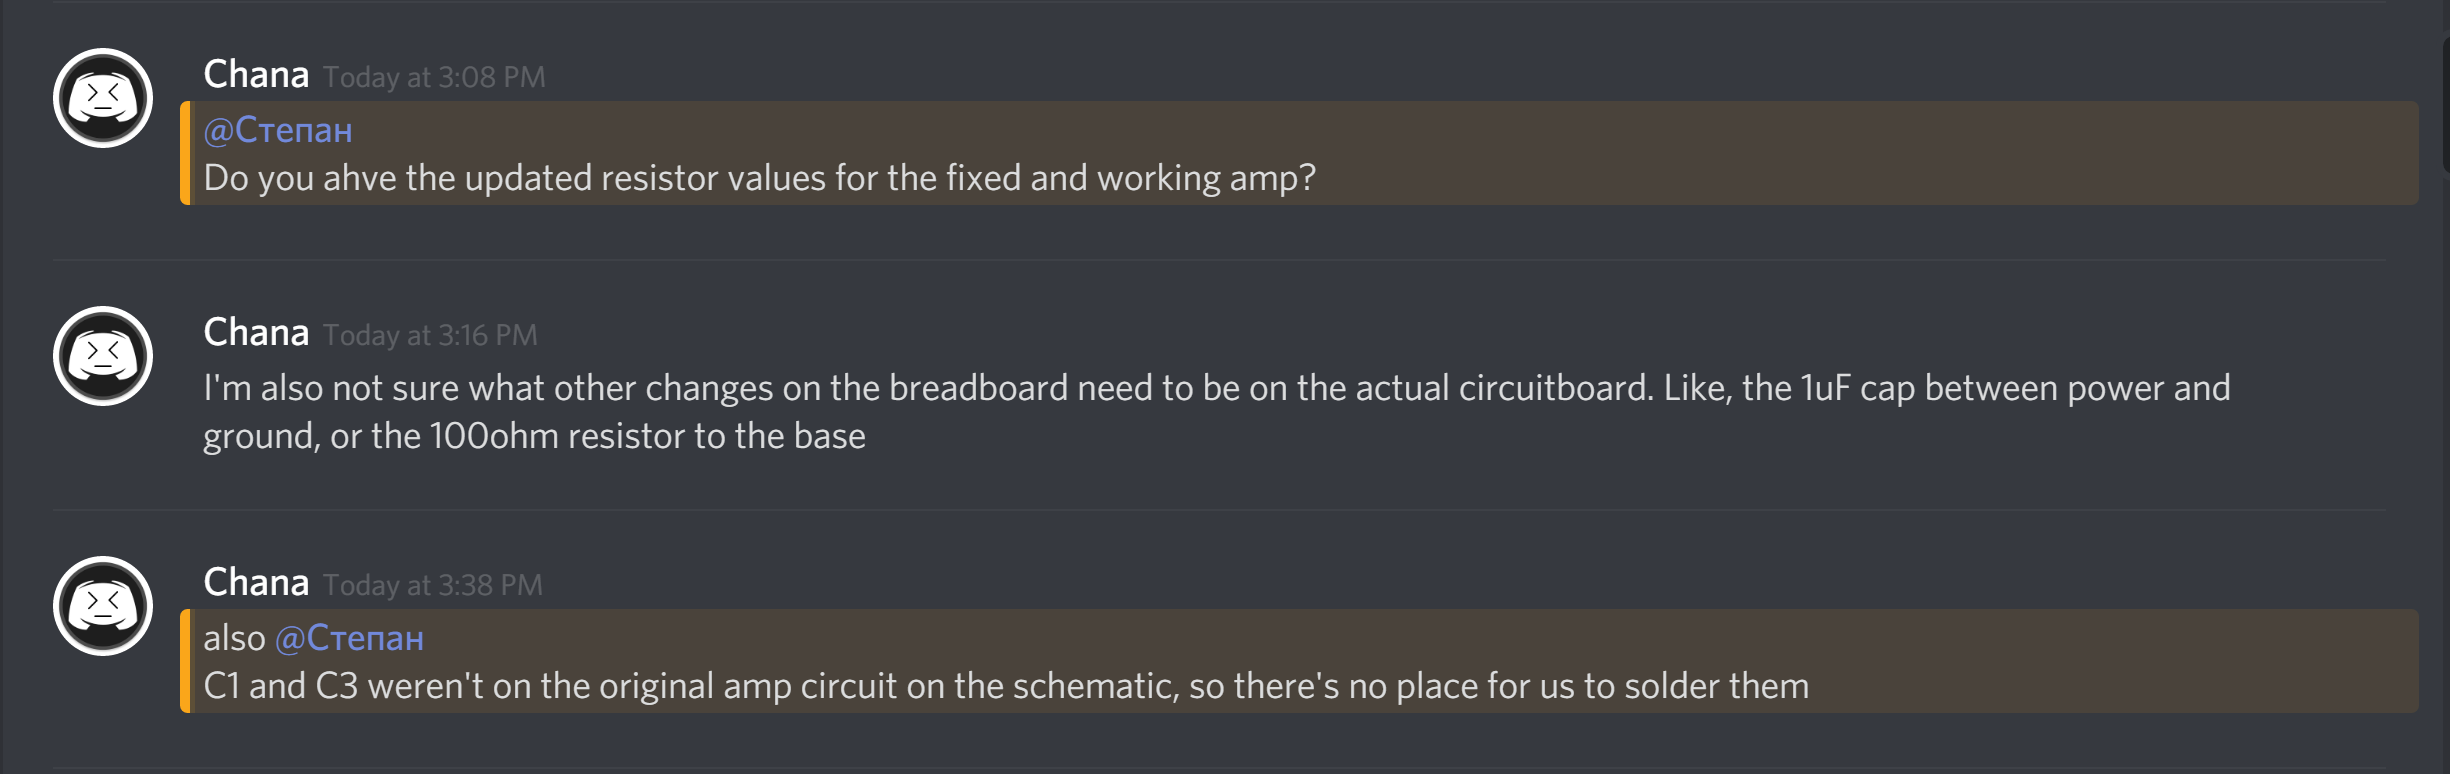 Chana Today at 3:08 PM
@Степан
Do you ahve the updated resistor values for the fixed and working amp?
Chana Today at 3:16 PM
I'm also not sure what other changes on the breadboard need to be on the actual circuitboard. Like, the 1uF cap between power and
ground, or the 100ohm resistor to the base
Chana Today at 3:38 PM
also @Степан
C1 and C3 weren't on the original amp circuit on the schematic, so there's no place for us to solder them